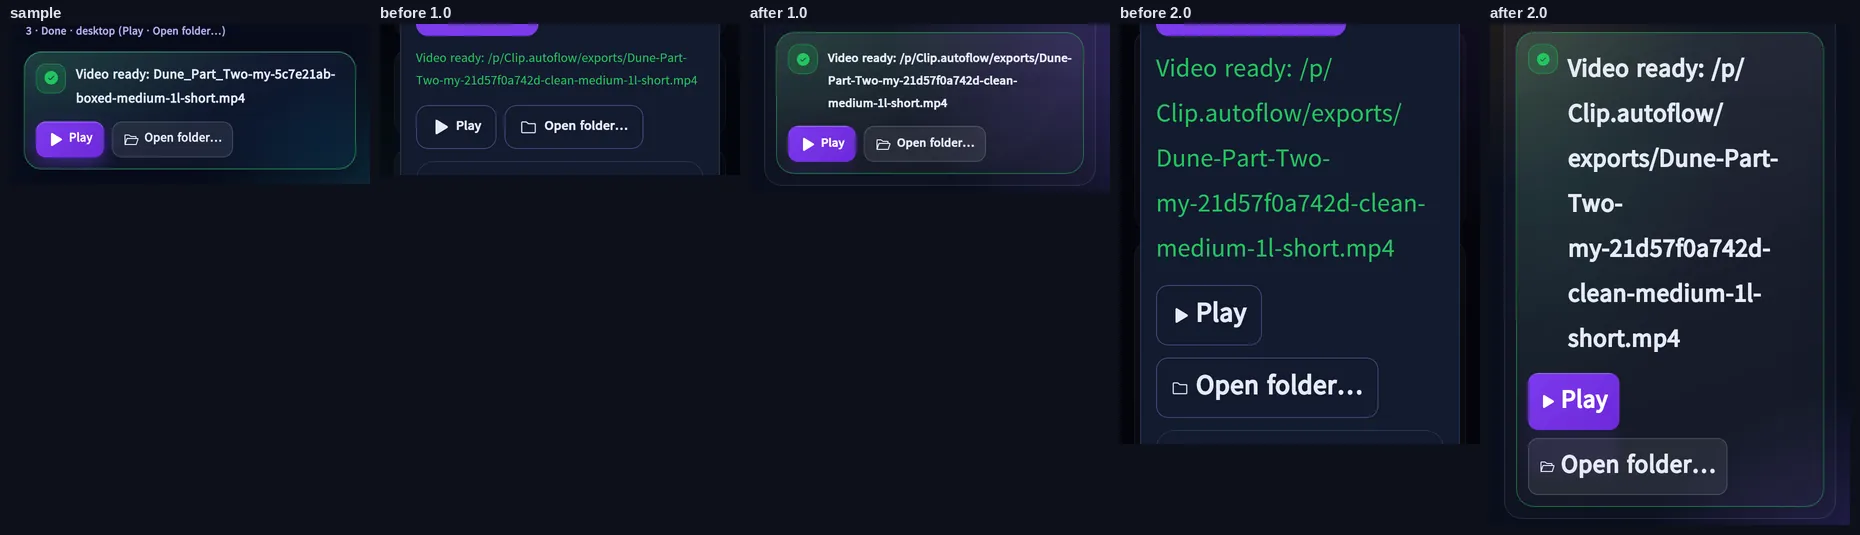 sample
3 · Done · desktop (Play · Open folder...)
Video ready: Dune_Part_Two-my-5c7e21ab-
boxed-medium-1l-short.mp4
Play
Open folder...
before 1.0
Video ready: /p/Clip.autoflow/exports/Dune-Part-
Two-my-21d57f0a742d-clean-medium-1l-short.mp4
Play
Open folder...
after 1.0
Video ready: /p/Clip.autoflow/exports/Dune-
Part-Two-my-21d57f0a742d-clean-
medium-1l-short.mp4
Play
Open folder...
before 2.0
Video ready: /p/
Clip.autoflow/exports/
Dune-Part-Two-
my-21d57f0a742d-clean-
medium-1l-short.mp4
Play
Open folder...
after 2.0
Video ready: /p/
Clip.autoflow/
exports/Dune-Part-
Two-
my-21d57f0a742d-
clean-medium-1l-
short.mp4
Play
Open folder...